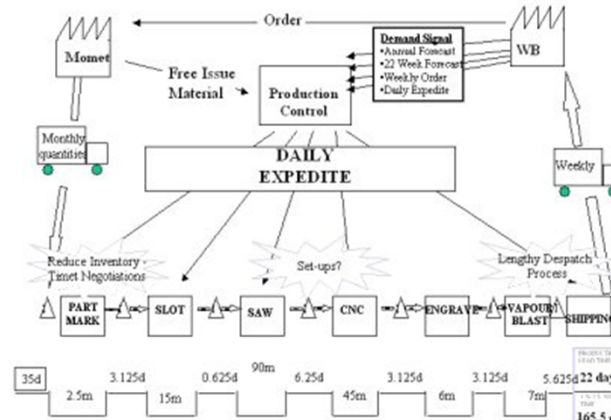 Order
Momet
WB
Demand Signal
•Annual Forecast
•22 Week Forecast
•Weekly Order
•Daily Expedite
Free Issue
Material
Production
Control
Monthly
quantities
Weekly
DAILY
EXPEDITE
Reduce Inventory -
Timet Negotiations
Set-ups?
Lengthy Despatch
Process
PART
MARK
SLOT
SAW
CNC
ENGRAVE
VAPOUR/
BLAST
SHIPPING
35d
3.125d
0.625d
90m
6.25d
3.125d
3.125d
5.625d
22 day
2.5m
15m
45m
6m
7m
165.5